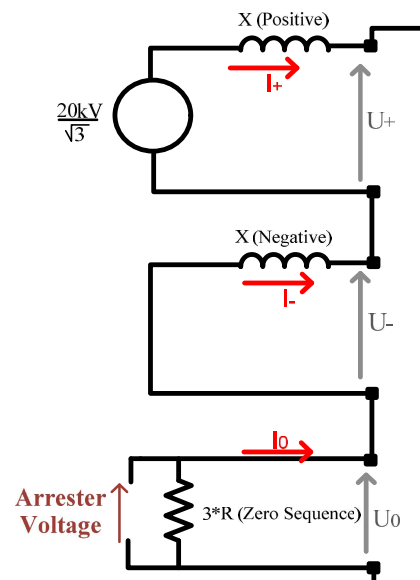 X (Positive)
I+
20kV
√3
U+
X (Negative)
I-
U-
I0
Arrester
Voltage
3*R (Zero Sequence)
U0